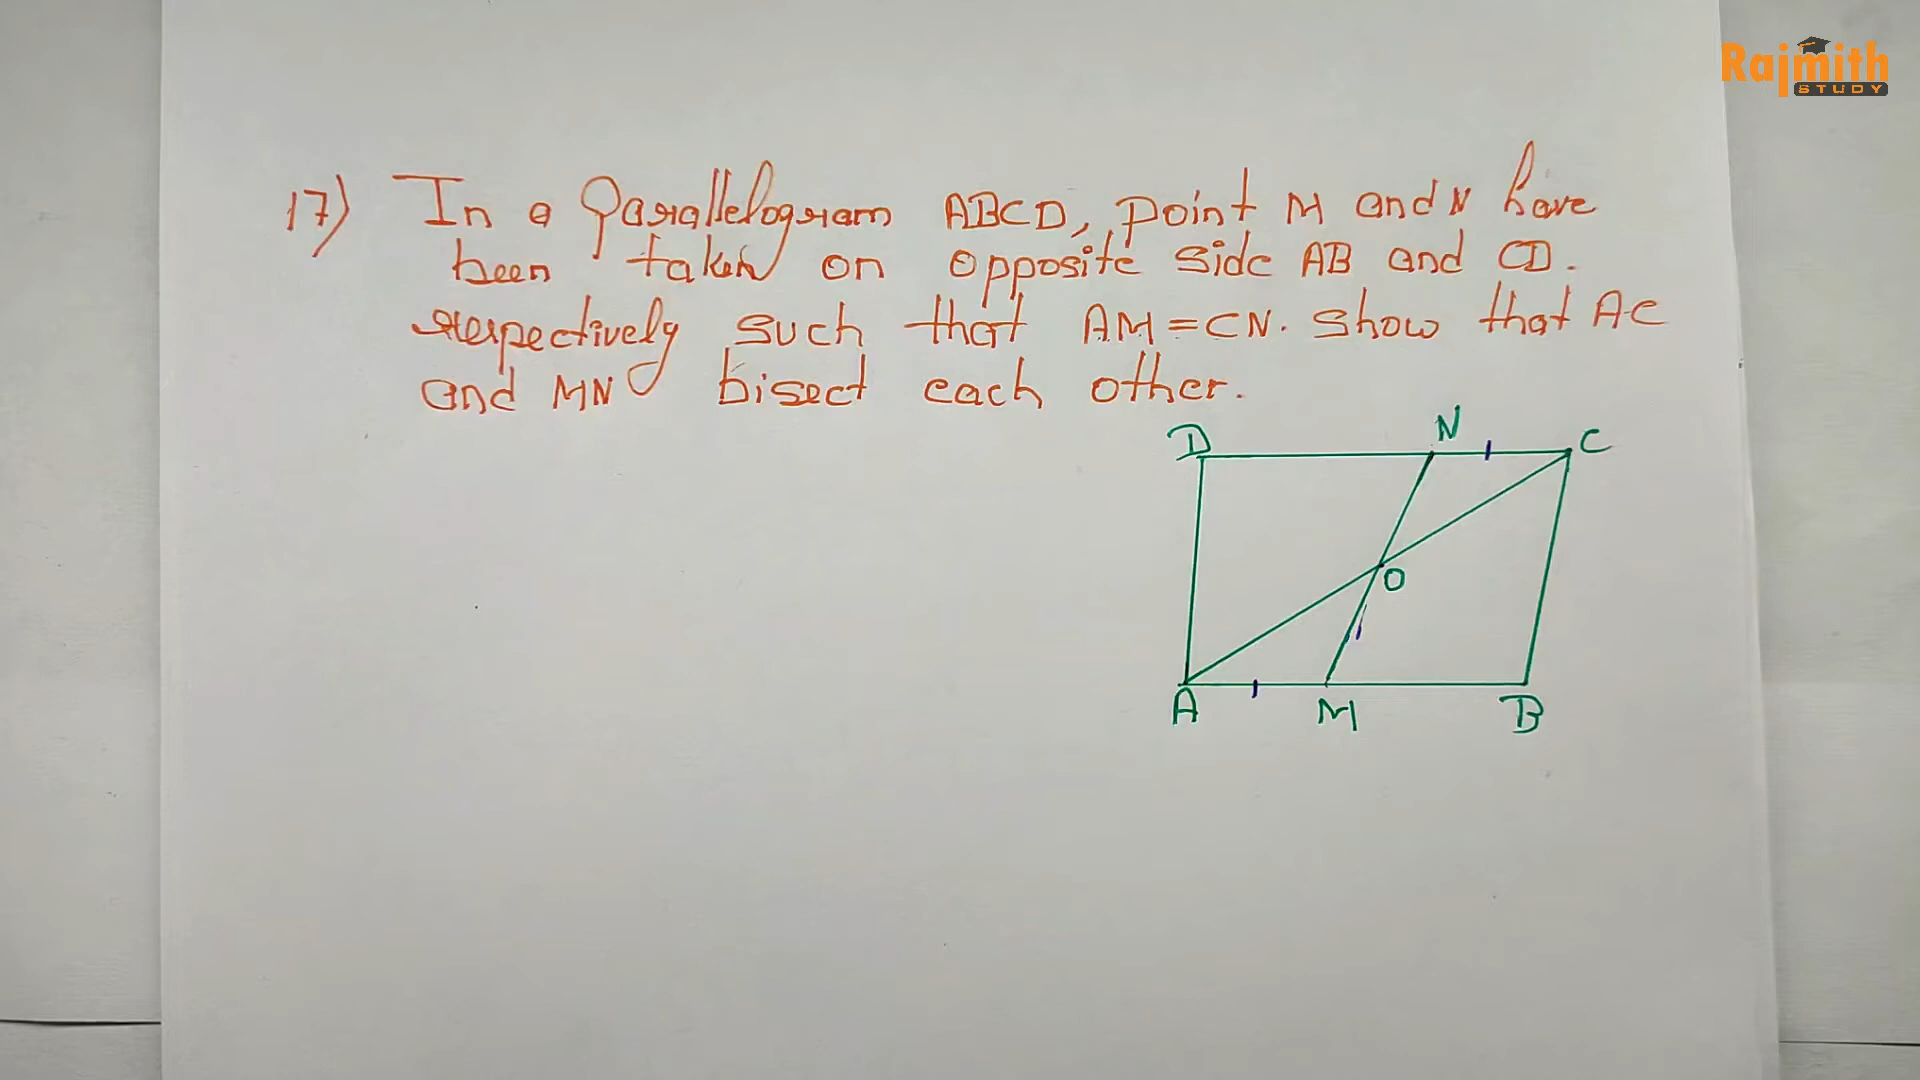 Rajmith
STUDY
17) In a Parallelogram ABCD, point M and N have
been taken on opposite side AB and CD.
respectively such that AM=CN. show that AC
and MN bisect each other.
D N C
O
A M B